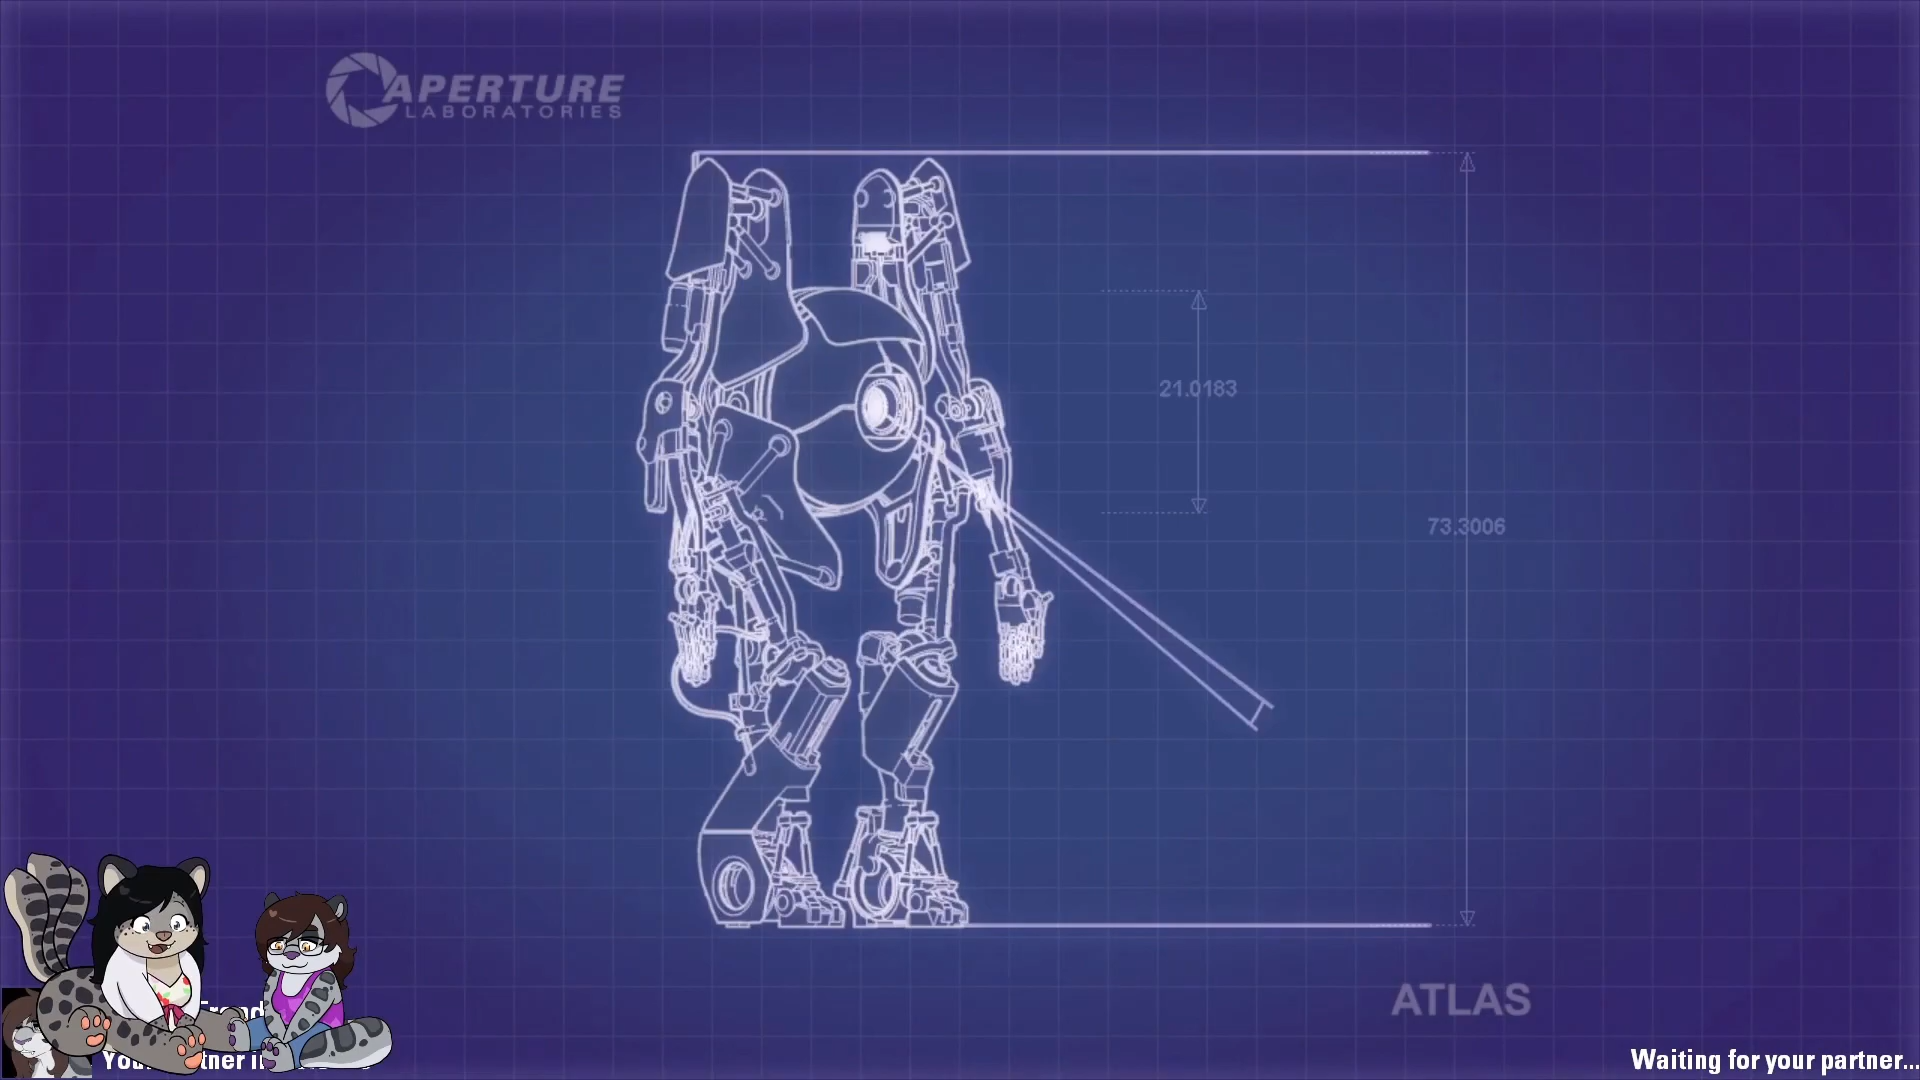 APERTURE
LABORATORIES
21.0183
73.3006
ATLAS
Waiting for your partner...